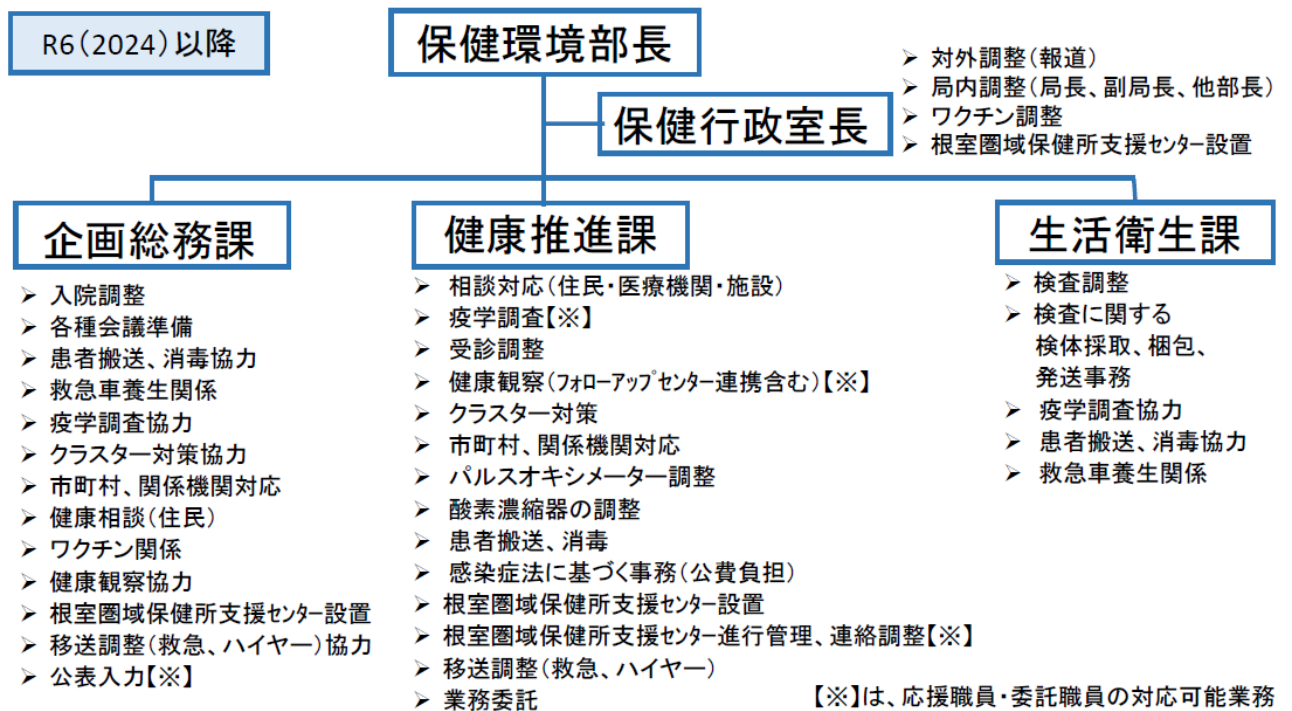 R6(2024)以降
保健環境部長
保健行政室長
➢ 対外調整(報道)
➢ 局内調整(局長、副局長、他部長)
➢ ワクチン調整
➢ 根室圏域保健所支援センター設置
企画総務課
➢ 入院調整
➢ 各種会議準備
➢ 患者搬送、消毒協力
➢ 救急車養生関係
➢ 疫学調査協力
➢ クラスター対策協力
➢ 市町村、関係機関対応
➢ 健康相談(住民)
➢ ワクチン関係
➢ 健康観察協力
➢ 根室圏域保健所支援センター設置
➢ 移送調整(救急、ハイヤー)協力
➢ 公表入力【※】
健康推進課
➢ 相談対応(住民・医療機関・施設)
➢ 疫学調査【※】
➢ 受診調整
➢ 健康観察(フォローアップセンター連携含む)【※】
➢ クラスター対策
➢ 市町村、関係機関対応
➢ パルスオキシメーター調整
➢ 酸素濃縮器の調整
➢ 患者搬送、消毒
➢ 感染症法に基づく事務(公費負担)
➢ 根室圏域保健所支援センター設置
➢ 根室圏域保健所支援センター進行管理、連絡調整【※】
➢ 移送調整(救急、ハイヤー)
➢ 業務委託
生活衛生課
➢ 検査調整
➢ 検査に関する
検体採取、梱包、
発送事務
➢ 疫学調査協力
➢ 患者搬送、消毒協力
➢ 救急車養生関係
【※】は、応援職員・委託職員の対応可能業務